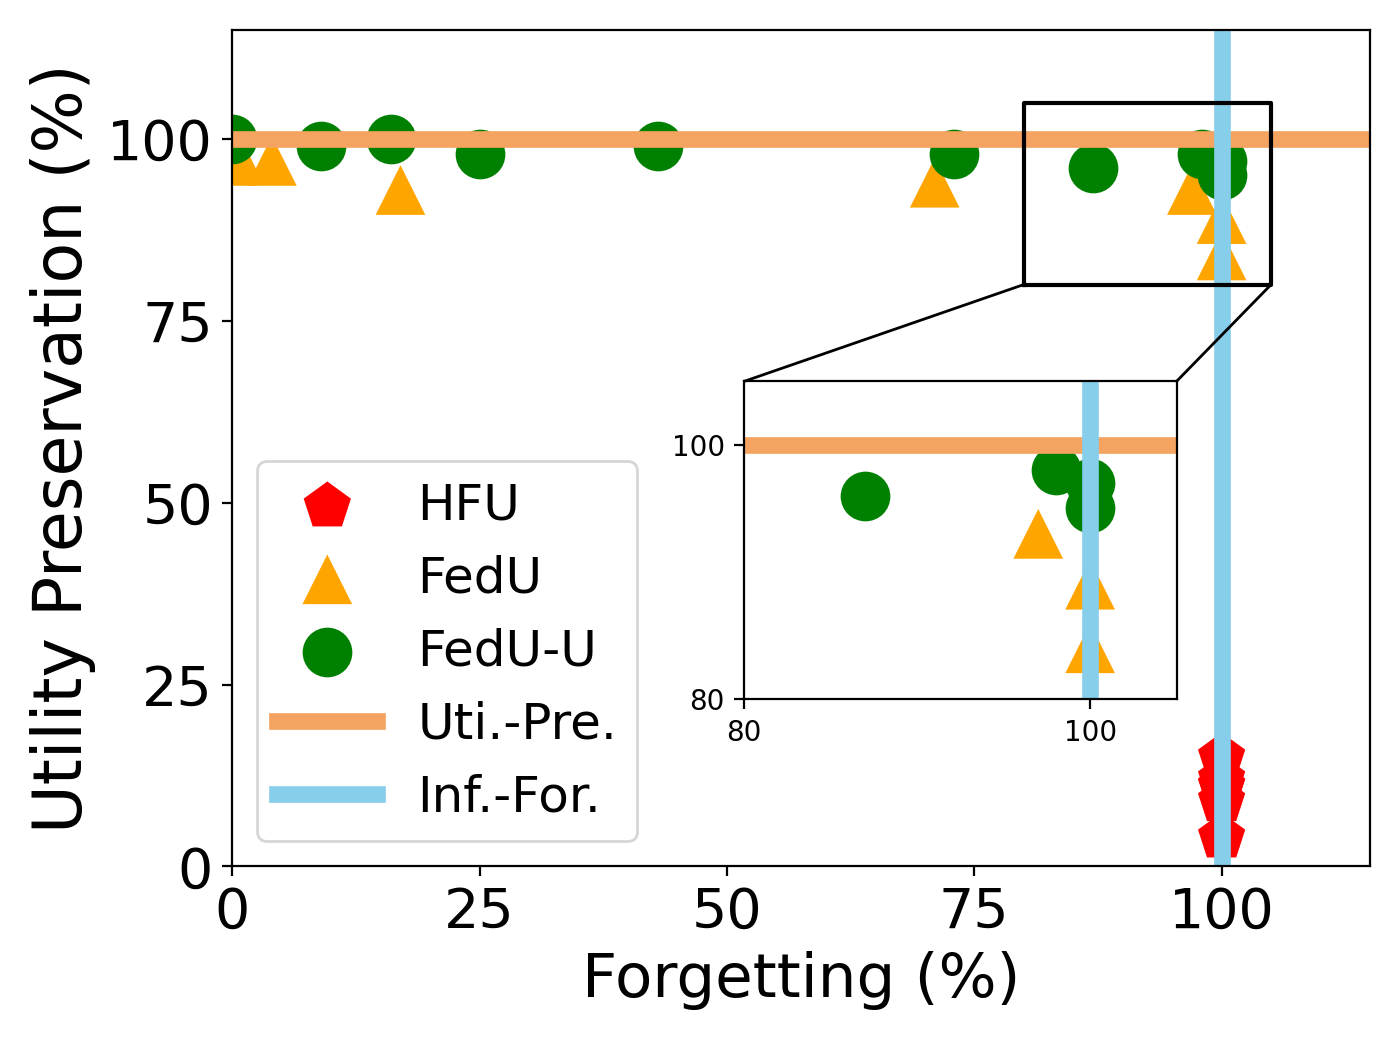 Utility Preservation (%)
100
75
50
25
0
0 25 50 75 100
Forgetting (%)
HFU
FedU
FedU-U
Uti.-Pre.
Inf.-For.
100
80
80 100